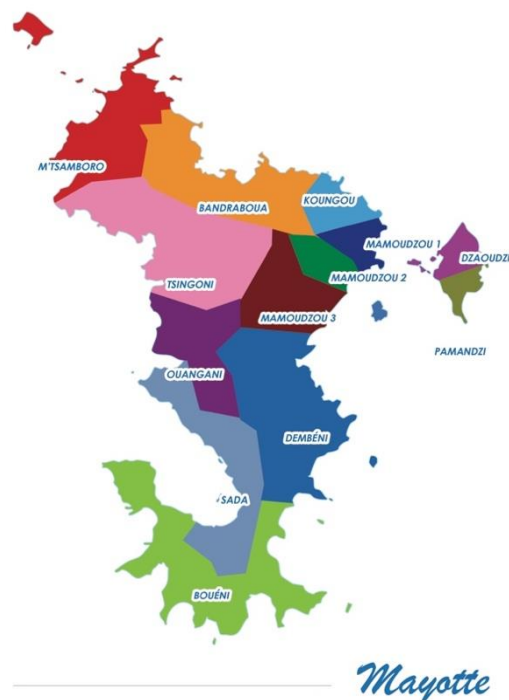 M'TSAMBORO
BANDRABOUA
KOUNGOU
MAMOUDZOU 1
DZAOUDZI
TSINGONI
MAMOUDZOU 2
MAMOUDZOU 3
PAMANDZI
OUANGANI
DEMBÉNI
SADA
BOUÉNI
Mayotte